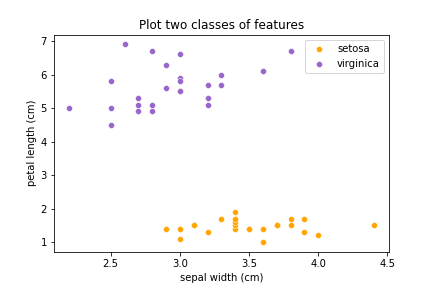 Plot two classes of features
setosa
virginica
petal length (cm)
7
6
5
4
3
2
1
2.5 3.0 3.5 4.0 4.5
sepal width (cm)